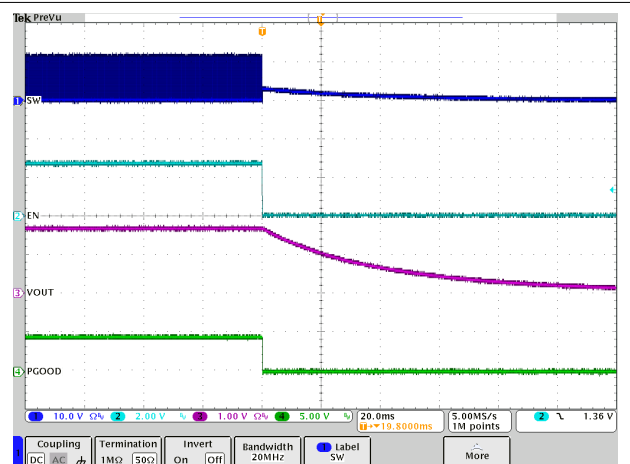 Tek PreVu
T
T
1 SW
2 EN
3 VOUT
4 PGOOD
1 10.0 V Ω 2 2.00 V 3 1.00 V Ω 4 5.00 V
20.0ms
T 19.8000ms
5.00MS/s
1M points
2 1.36 V
1
Coupling
DC AC
Termination
1MΩ 50Ω
Invert
On Off
Bandwidth
20MHz
1 Label
SW
More